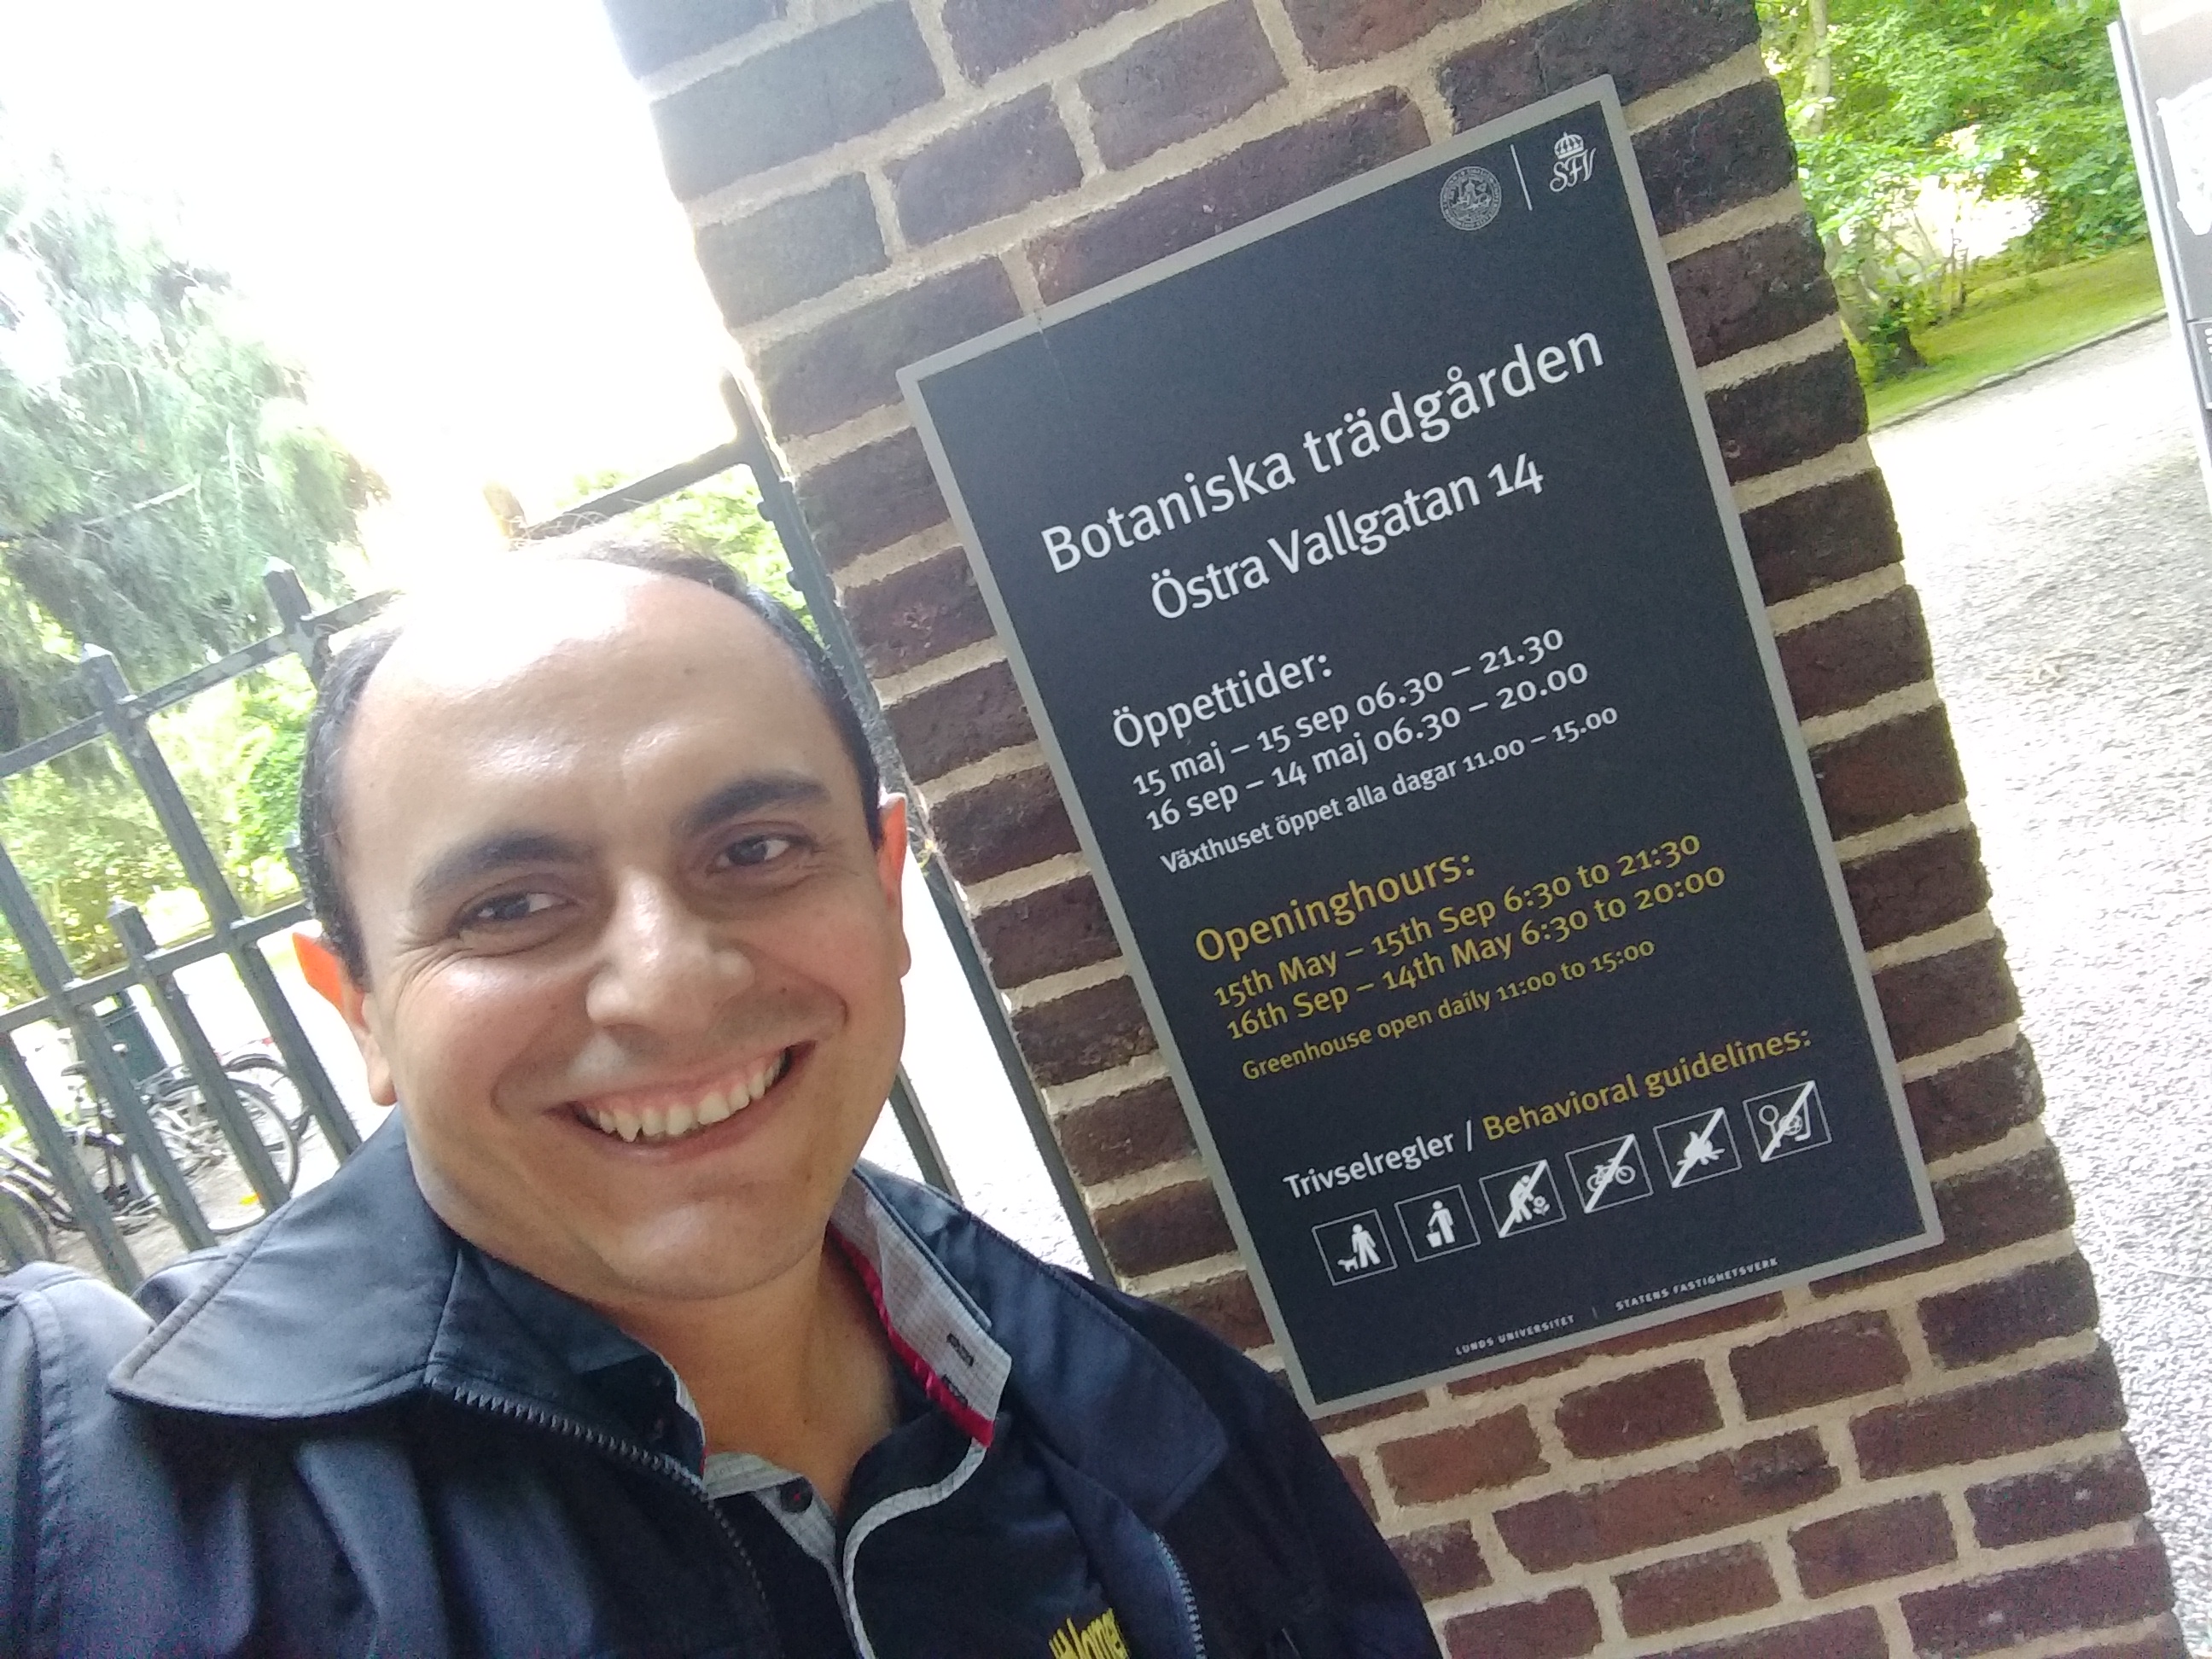 SFV
Botaniska trädgården
Östra Vallgatan 14
Öppettider:
15 maj – 15 sep 06.30 – 21.30
16 sep – 14 maj 06.30 – 20.00
Växthuset öppet alla dagar 11.00 – 15.00
Openinghours:
15th May – 15th Sep 6:30 to 21:30
16th Sep – 14th May 6:30 to 20:00
Greenhouse open daily 11:00 to 15:00
Trivselregler / Behavioral guidelines:
LUNDS UNIVERSITET | STATENS FASTIGHETSVERK